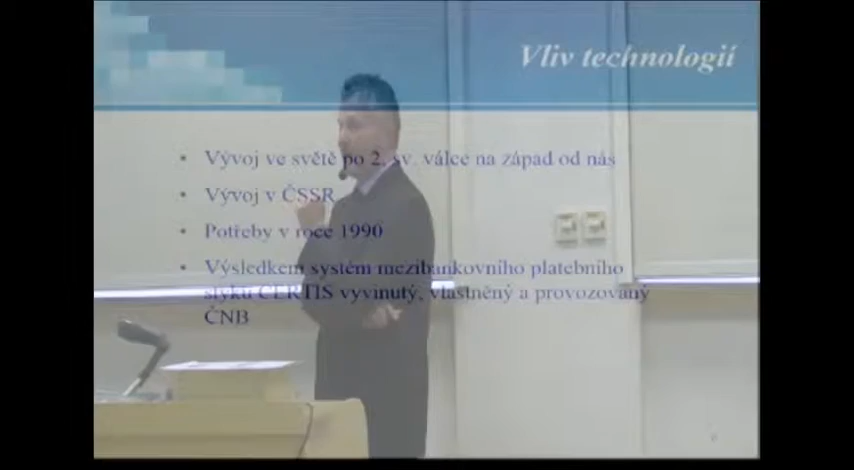 Vliv technologií
• Vývoj ve světě po 2. sv. válce na západ od nás
• Vývoj v ČSSR
• Potřeby v roce 1990
• Výsledkem systém mezibankovního platebního
styku CERTIS vyvinutý, vlastněný a provozovaný
ČNB